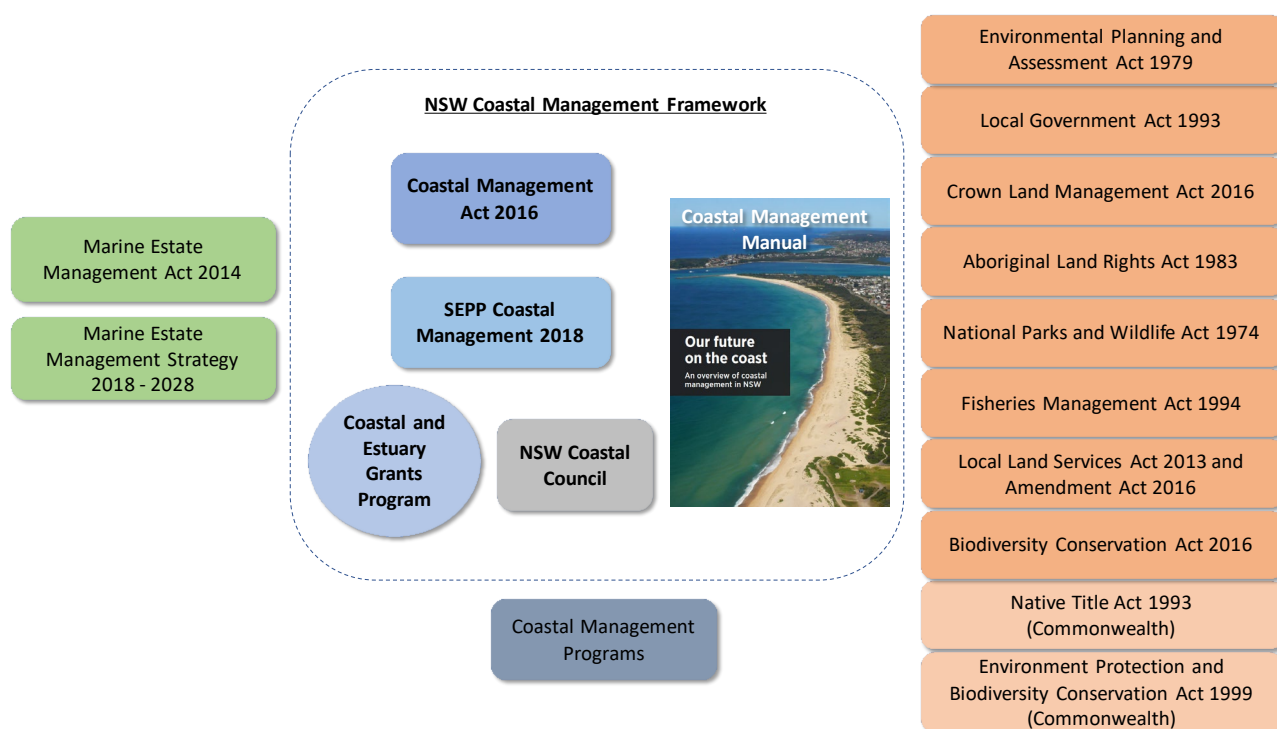 NSW Coastal Management Framework
Coastal Management
Act 2016
SEPP Coastal
Management 2018
Coastal and
Estuary
Grants
Program
NSW Coastal
Council
Coastal Management
Manual
Our future
on the coast
An overview of coastal
management in NSW
Coastal Management
Programs
Marine Estate
Management Act 2014
Marine Estate
Management Strategy
2018 - 2028
Environmental Planning and
Assessment Act 1979
Local Government Act 1993
Crown Land Management Act 2016
Aboriginal Land Rights Act 1983
National Parks and Wildlife Act 1974
Fisheries Management Act 1994
Local Land Services Act 2013 and
Amendment Act 2016
Biodiversity Conservation Act 2016
Native Title Act 1993
(Commonwealth)
Environment Protection and
Biodiversity Conservation Act 1999
(Commonwealth)